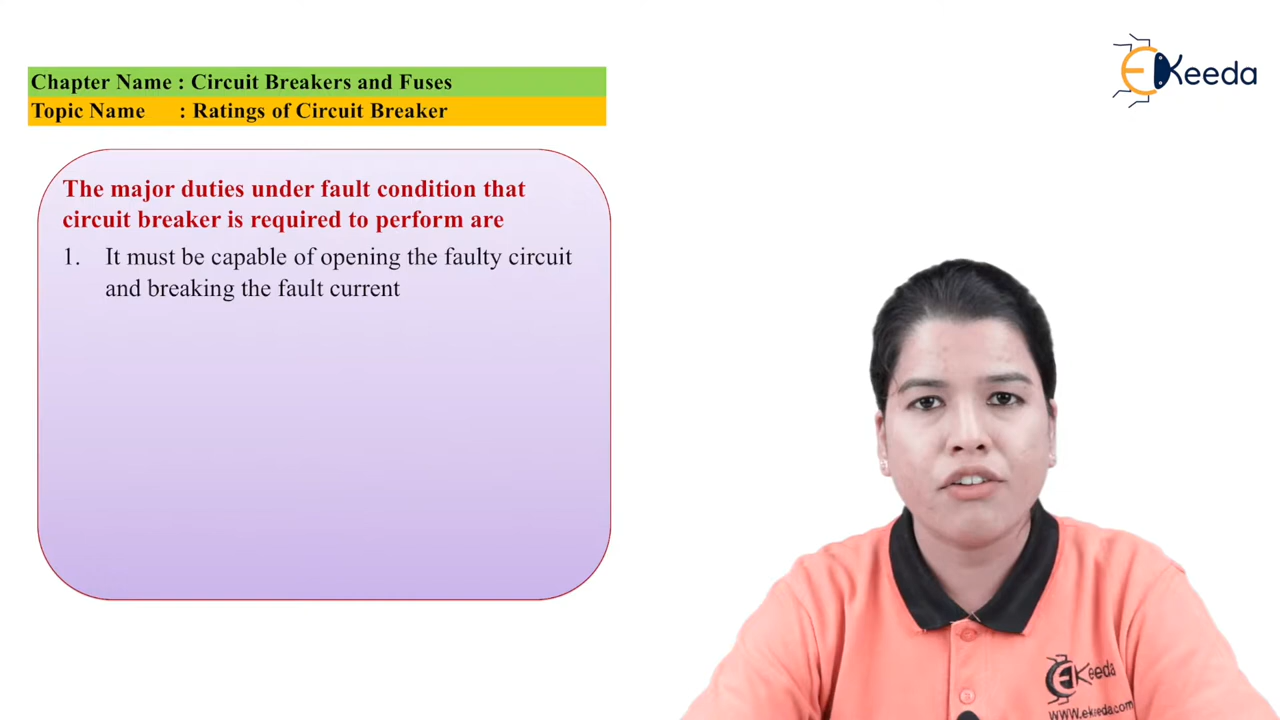 EKeeda
Chapter Name : Circuit Breakers and Fuses
Topic Name : Ratings of Circuit Breaker
The major duties under fault condition that
circuit breaker is required to perform are
1. It must be capable of opening the faulty circuit
and breaking the fault current
EKeeda
www.ekeeda.com